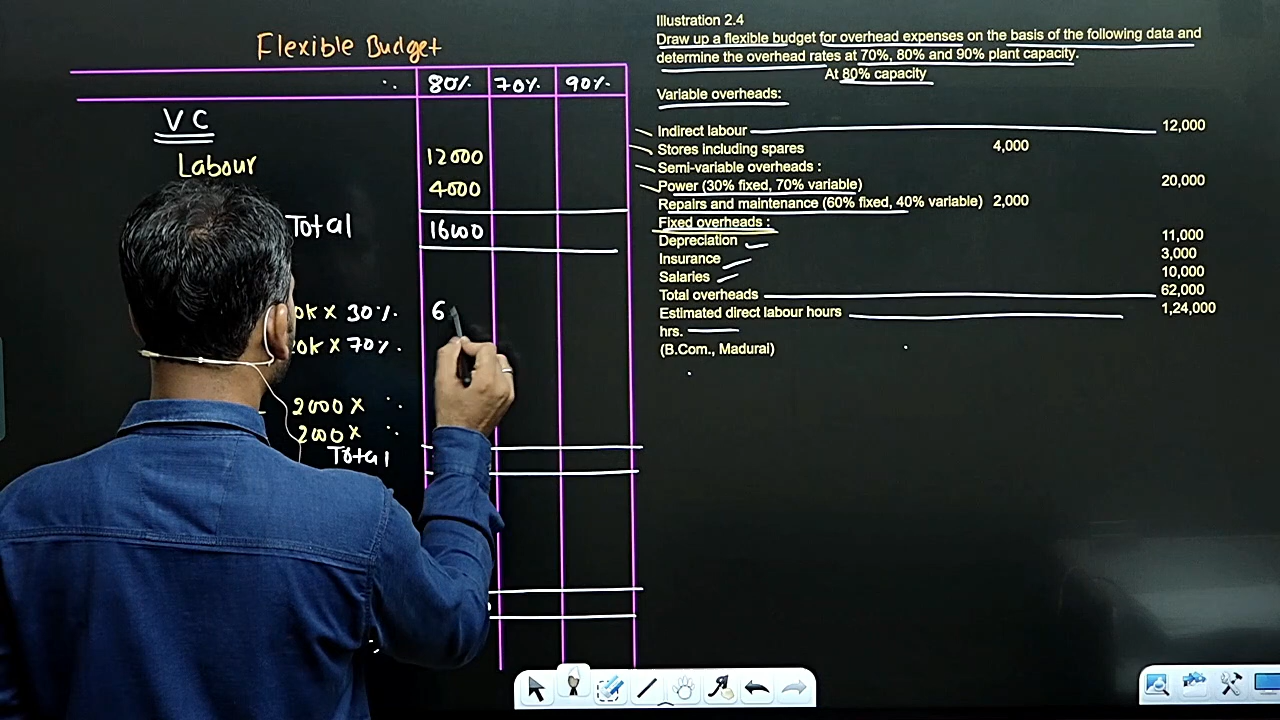 Flexible Budget
80% 70% 90%
VC
Labour 12000
4000
Total 16000
0K X 30%. 6
20K X 70%.
2000 X
2000 X
Total
Illustration 2.4
Draw up a flexible budget for overhead expenses on the basis of the following data and
determine the overhead rates at 70%, 80% and 90% plant capacity.
At 80% capacity
Variable overheads:
Indirect labour 12,000
Stores including spares 4,000
Semi-variable overheads :
Power (30% fixed, 70% variable) 20,000
Repairs and maintenance (60% fixed, 40% variable) 2,000
Fixed overheads :
Depreciation 11,000
Insurance 3,000
Salaries 10,000
Total overheads 62,000
Estimated direct labour hours 1,24,000
hrs.
(B.Com., Madurai)